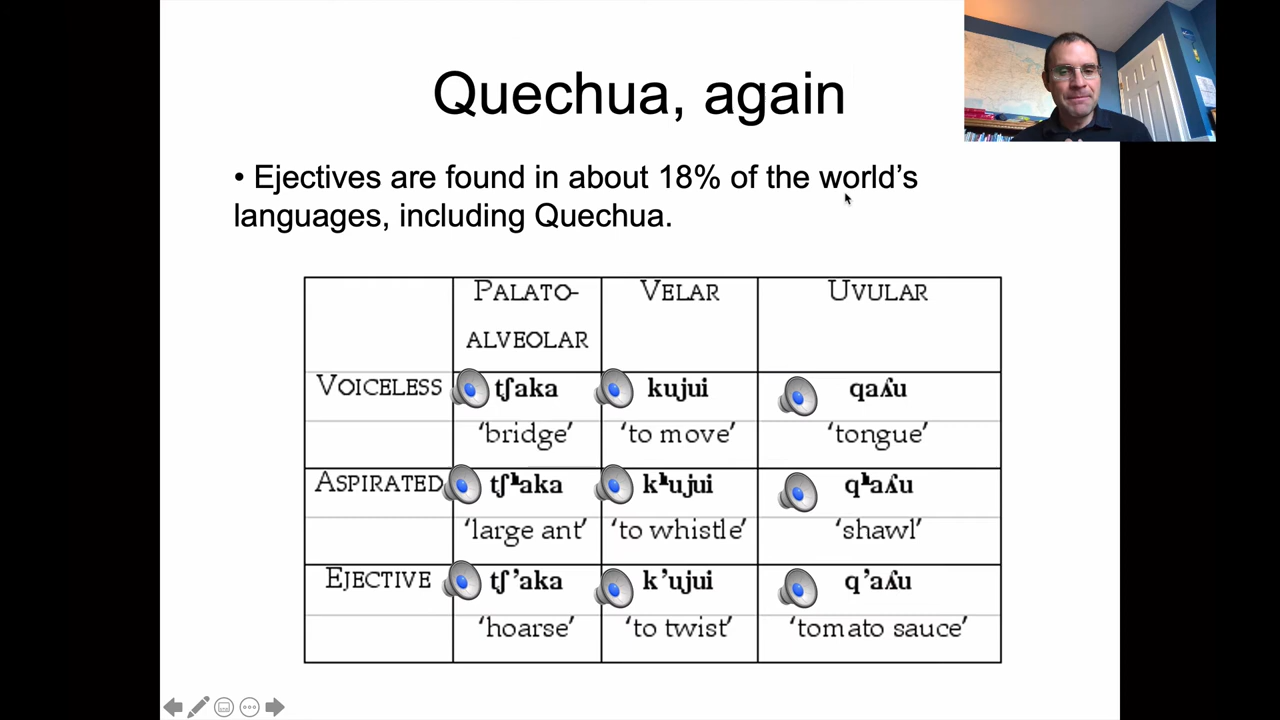 Quechua, again
• Ejectives are found in about 18% of the world’s
languages, including Quechua.
PALATO- VELAR UVULAR
ALVEOLAR
VOICELESS tʃaka kujui qaʎu
‘bridge’ ‘to move’ ‘tongue’
ASPIRATED tʃʰaka kʰujui qʰaʎu
‘large ant’ ‘to whistle’ ‘shawl’
EJECTIVE tʃ’aka k’ujui q’aʎu
‘hoarse’ ‘to twist’ ‘tomato sauce’